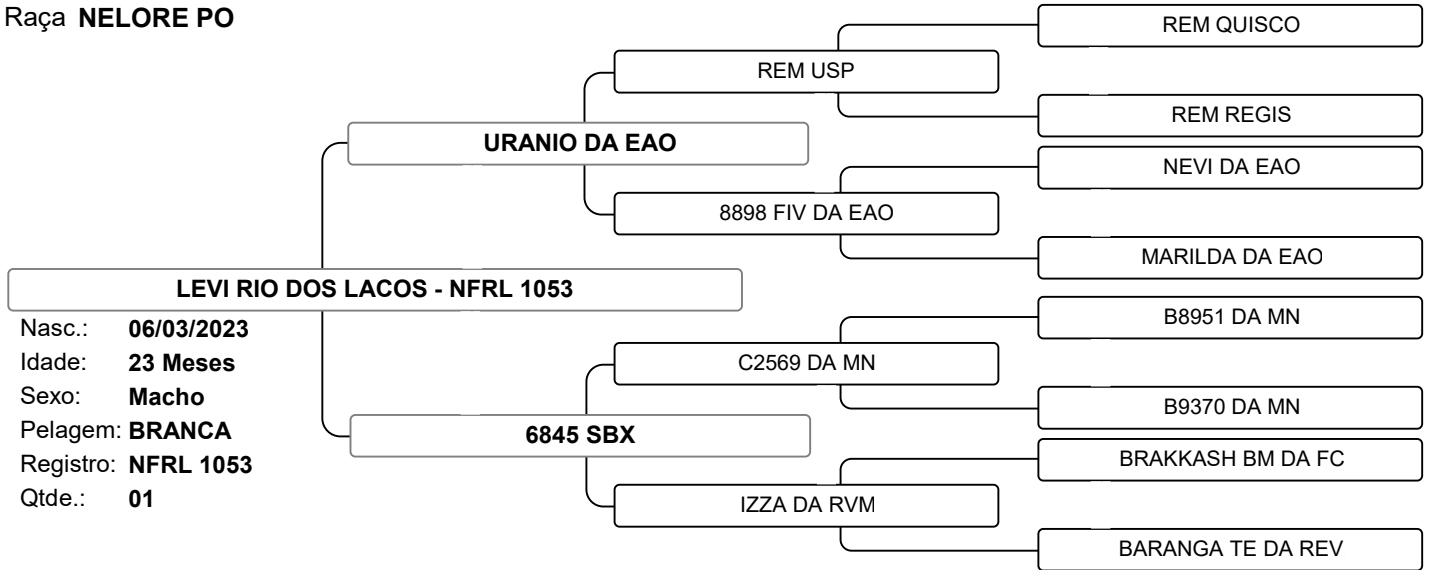 Raça NELORE PO
REM QUISCO
REM USP
REM REGIS
URANIO DA EAO
NEVI DA EAO
8898 FIV DA EAO
MARILDA DA EAO
LEVI RIO DOS LACOS - NFRL 1053
Nasc.: 06/03/2023
Idade: 23 Meses
Sexo: Macho
Pelagem: BRANCA
Registro: NFRL 1053
Qtde.: 01
B8951 DA MN
C2569 DA MN
B9370 DA MN
6845 SBX
BRAKKASH BM DA FC
IZZA DA RVM
BARANGA TE DA REV